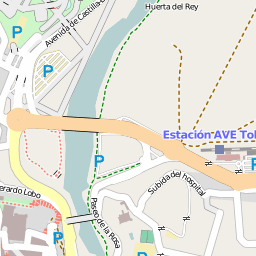 Huerta del Rey
Avenida de Castilla
P
P
Estación AVE Tol
P
P
Subida del hospital
erardo Lobo
Paseo de la Rosa
P